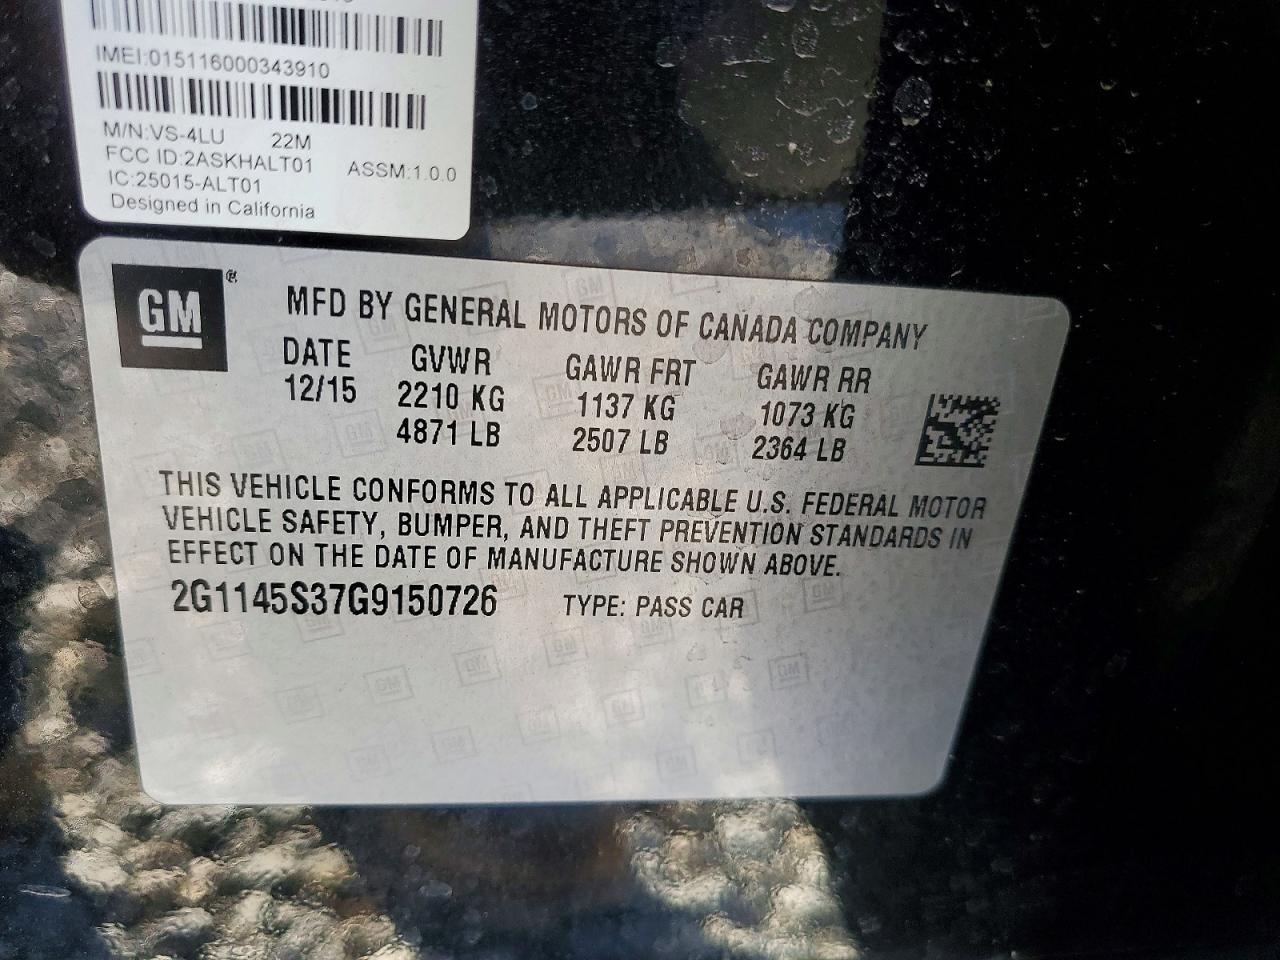 IMEI:015116000343910
M/N:VS-4LU 22M
FCC ID:2ASKHALT01 ASSM:1.0.0
IC:25015-ALT01
Designed in California
GM ®
MFD BY GENERAL MOTORS OF CANADA COMPANY
DATE GVWR GAWR FRT GAWR RR
12/15 2210 KG 1137 KG 1073 KG
4871 LB 2507 LB 2364 LB
THIS VEHICLE CONFORMS TO ALL APPLICABLE U.S. FEDERAL MOTOR
VEHICLE SAFETY, BUMPER, AND THEFT PREVENTION STANDARDS IN
EFFECT ON THE DATE OF MANUFACTURE SHOWN ABOVE.
2G1145S37G9150726 TYPE: PASS CAR